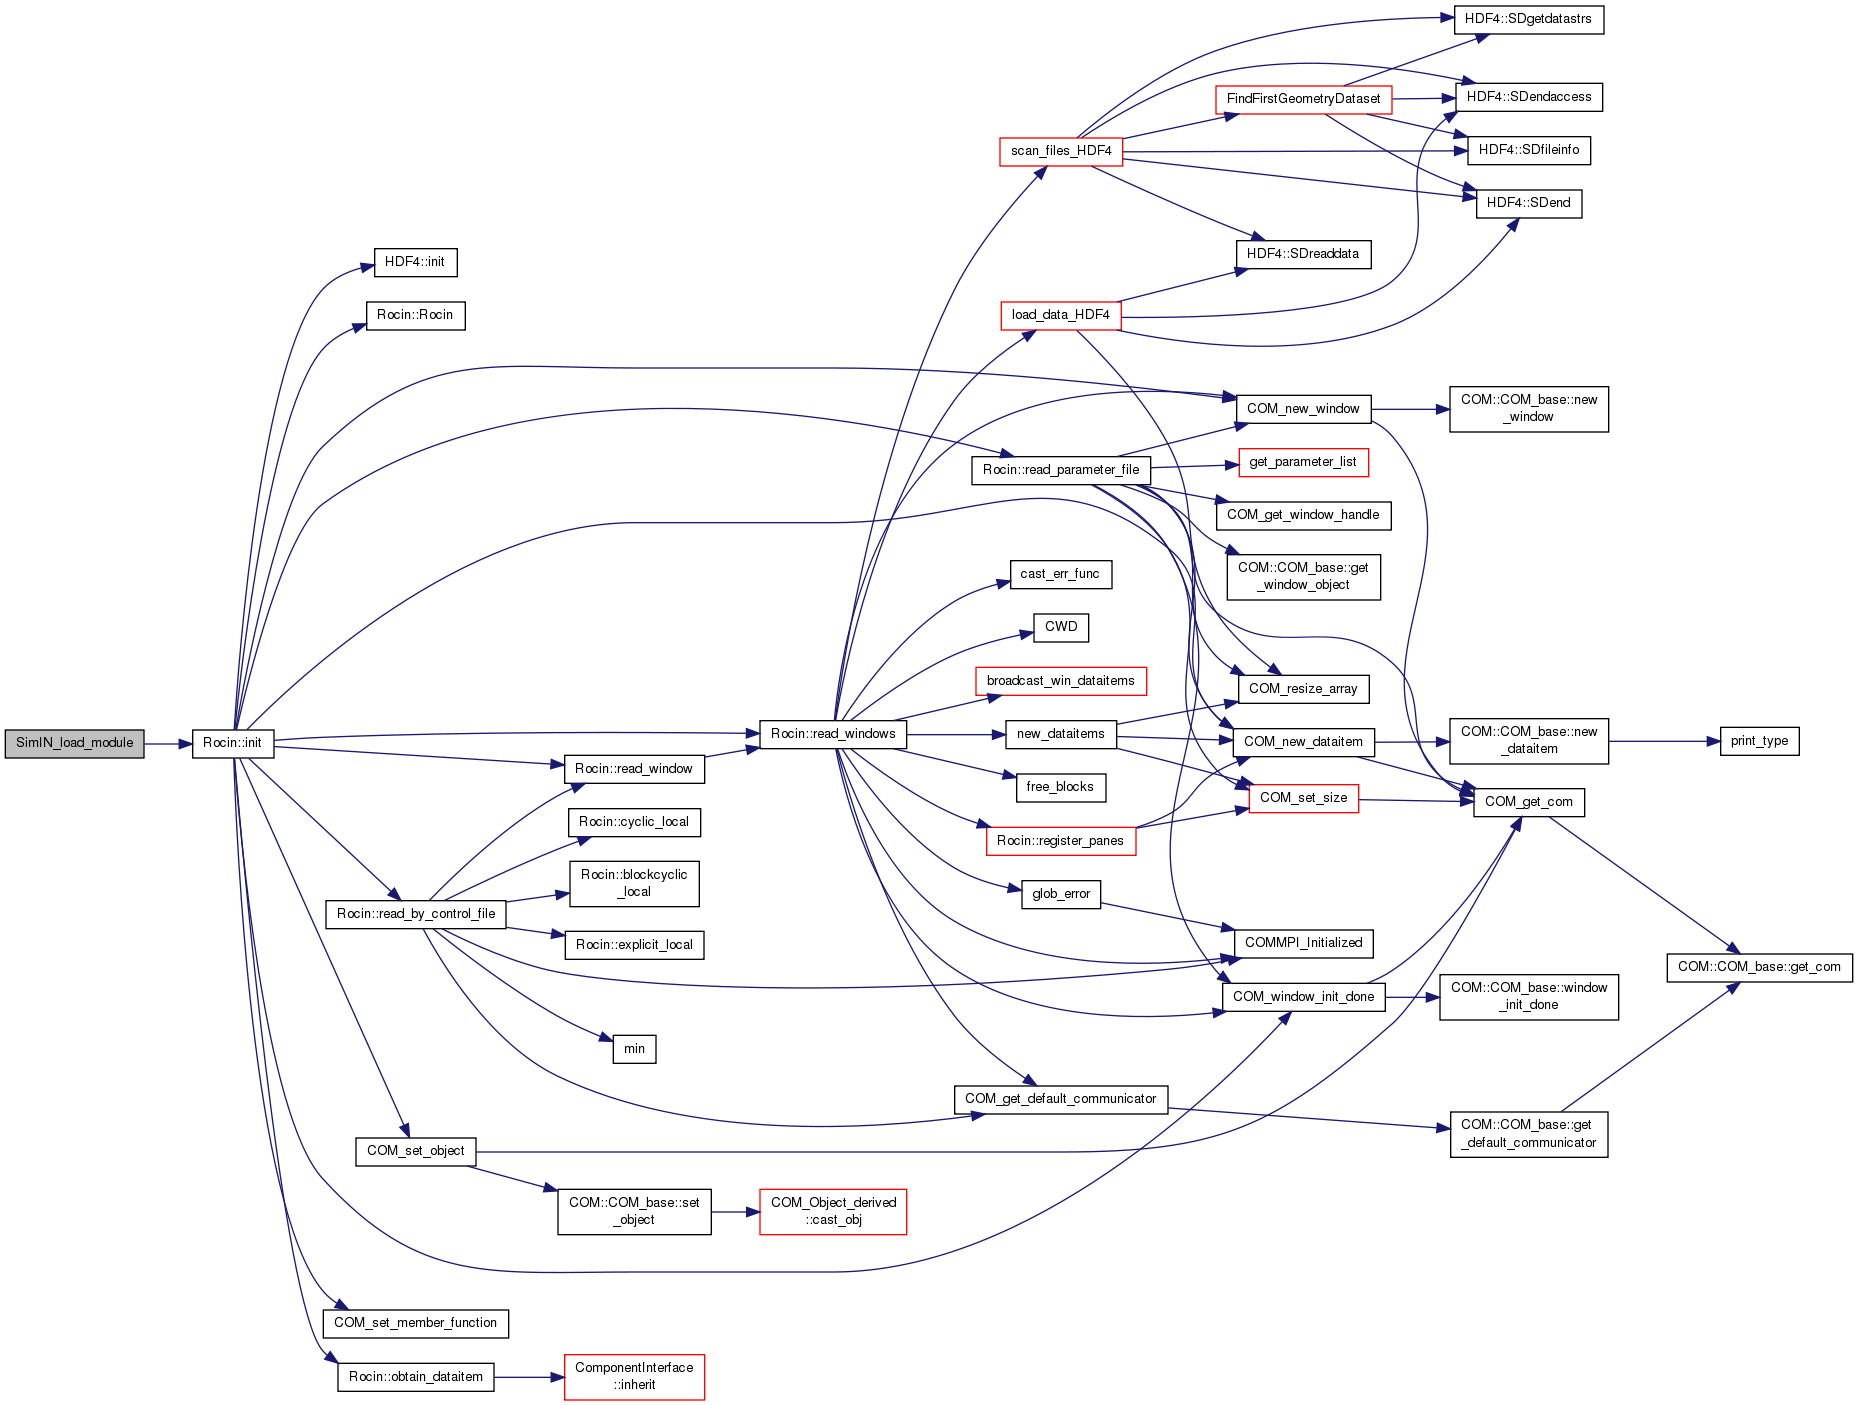 HDF4::SDgetdatastrs
HDF4::SDendaccess
FindFirstGeometryDataset
HDF4::SDfileinfo
scan_files_HDF4
HDF4::SDend
HDF4::SDreaddata
HDF4::init
Rocin::Rocin
load_data_HDF4
COM_new_window
COM::COM_base::new
_window
Rocin::read_parameter_file
get_parameter_list
COM_get_window_handle
cast_err_func
COM::COM_base::get
_window_object
CWD
broadcast_win_dataitems
COM_resize_array
SimIN_load_module
Rocin::init
Rocin::read_windows
new_dataitems
COM_new_dataitem
COM::COM_base::new
_dataitem
print_type
Rocin::read_window
free_blocks
COM_set_size
COM_get_com
Rocin::cyclic_local
Rocin::register_panes
Rocin::blockcyclic
_local
glob_error
Rocin::read_by_control_file
Rocin::explicit_local
COMMPI_Initialized
COM::COM_base::get_com
COM_window_init_done
COM::COM_base::window
_init_done
min
COM_get_default_communicator
COM::COM_base::get
_default_communicator
COM_set_object
COM::COM_base::set
_object
COM_Object_derived
::cast_obj
COM_set_member_function
Rocin::obtain_dataitem
ComponentInterface
::inherit